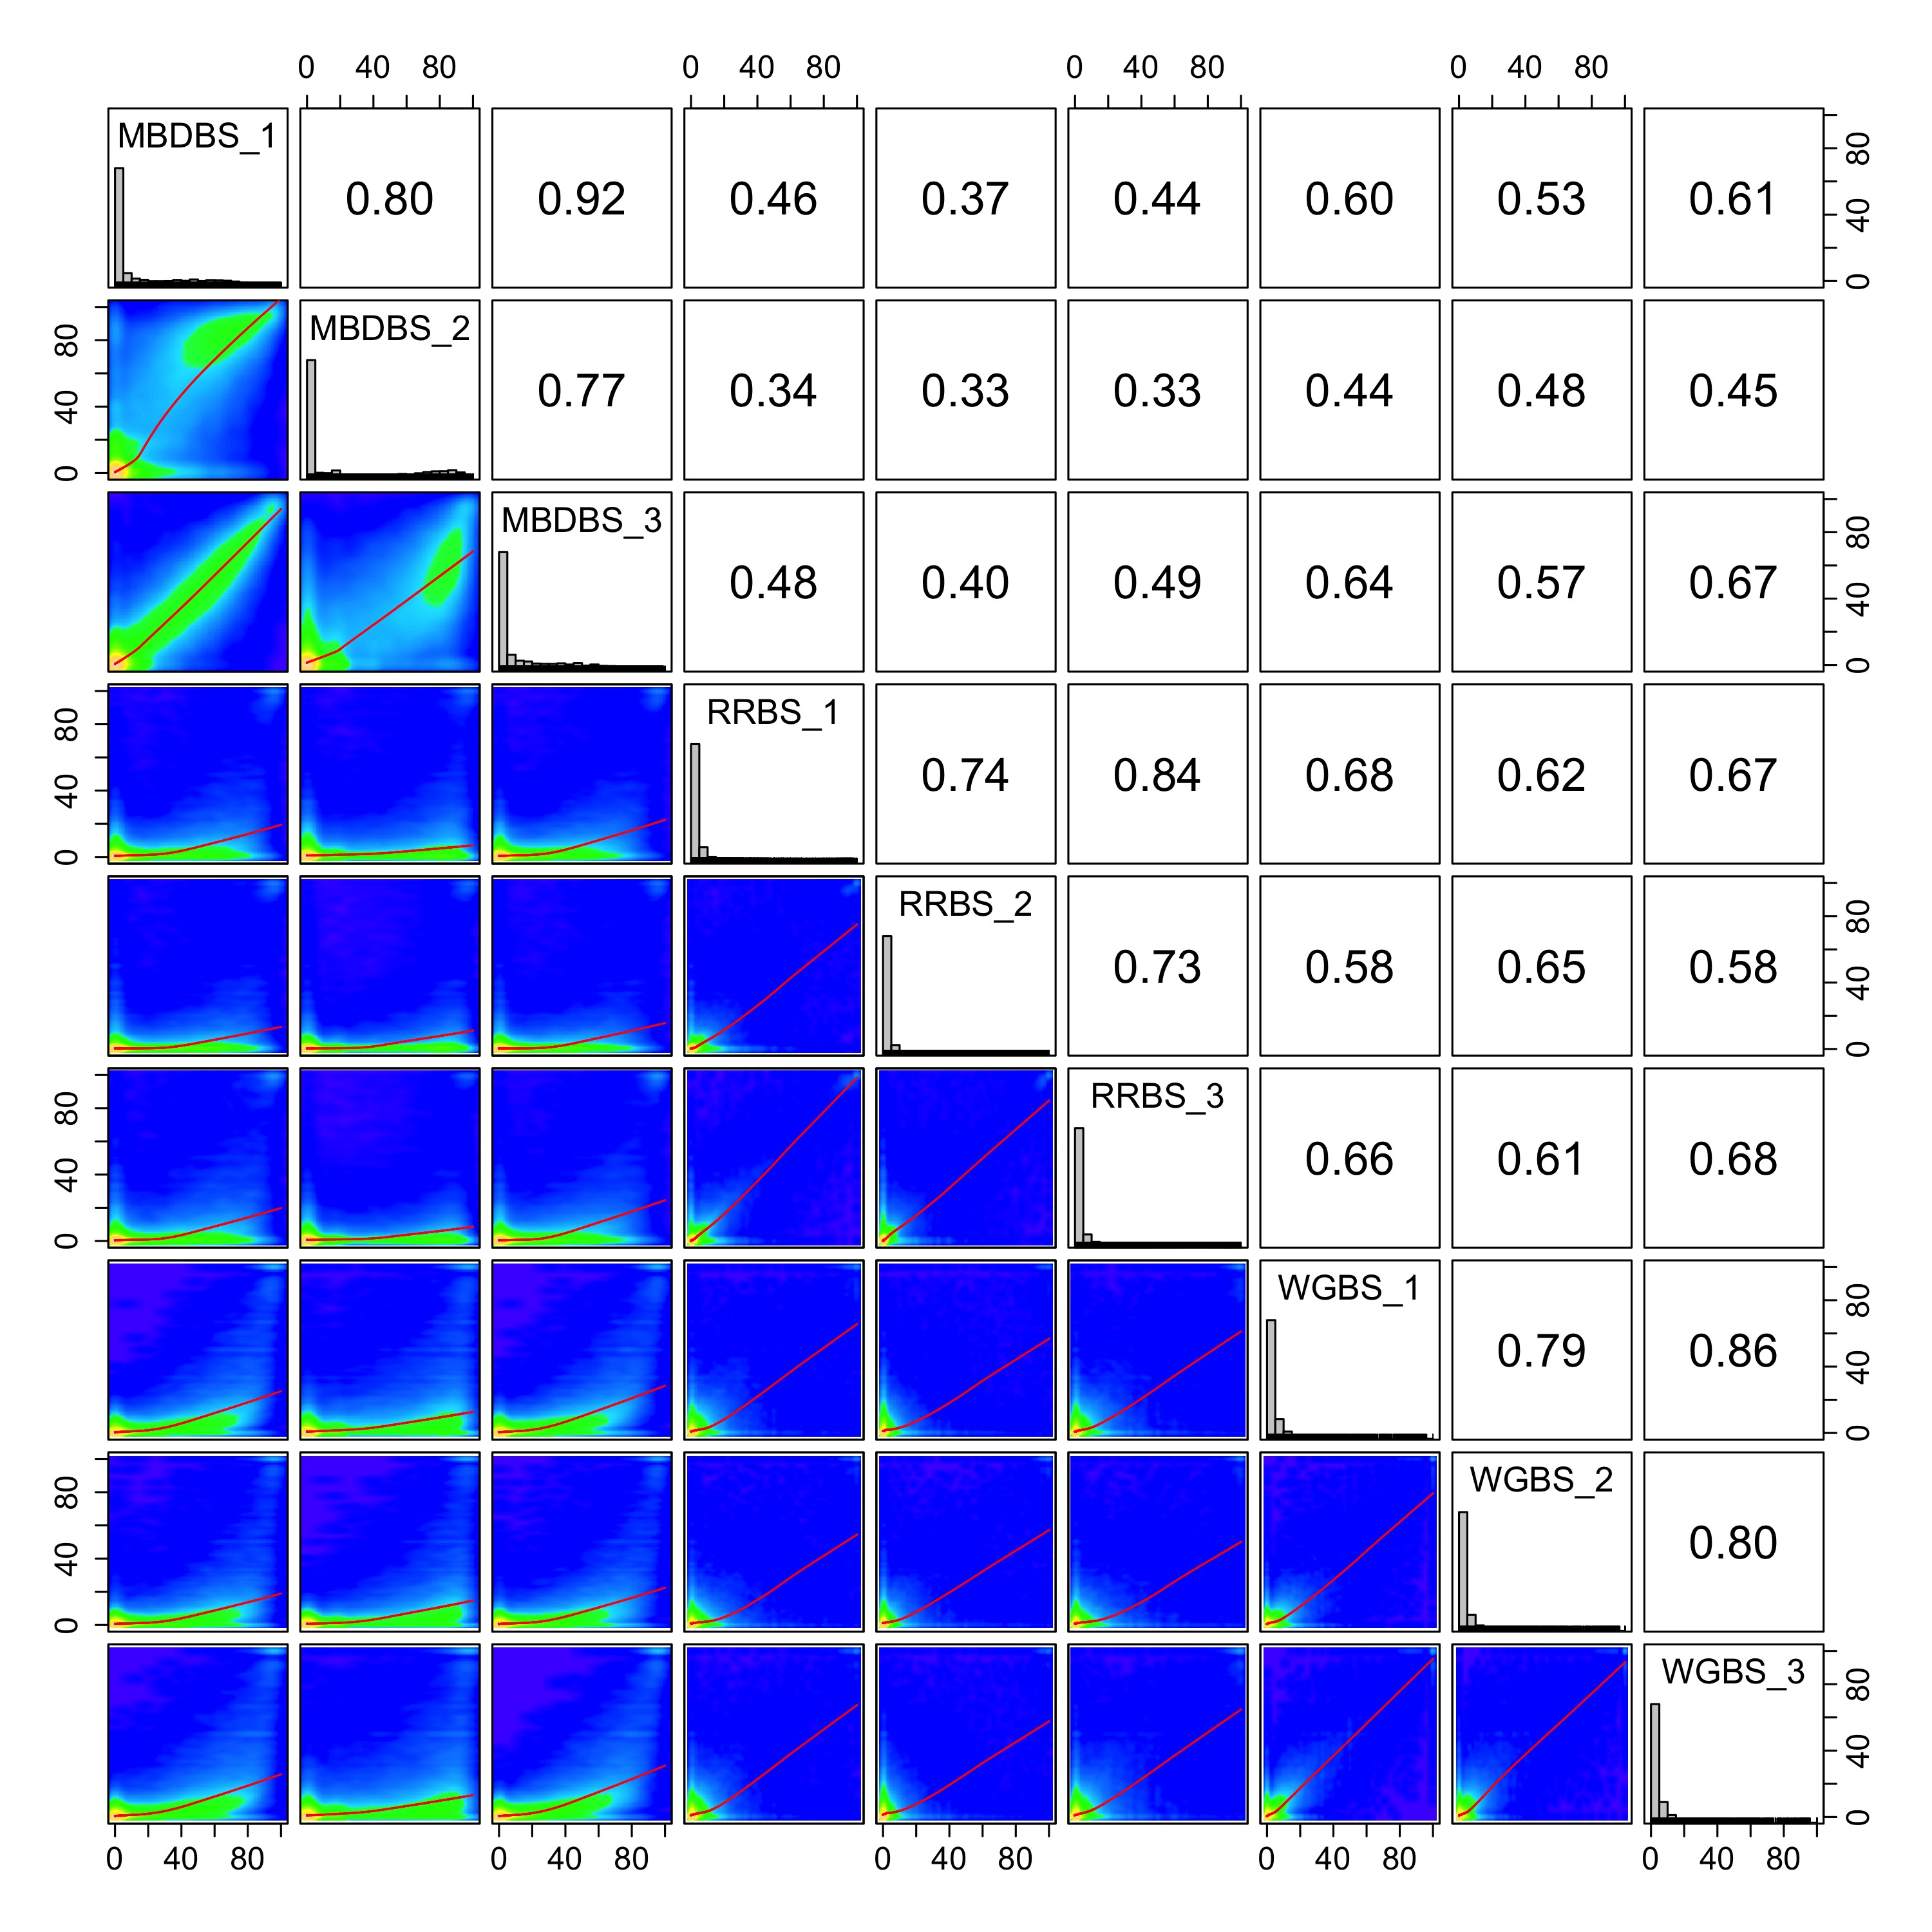 0 40 80 0 40 80 0 40 80 0 40 80
MBDBS_1 0.80 0.92 0.46 0.37 0.44 0.60 0.53 0.61 0 40 80
0 40 80 MBDBS_2 0.77 0.34 0.33 0.33 0.44 0.48 0.45
MBDBS_3 0.48 0.40 0.49 0.64 0.57 0.67 0 40 80
0 40 80 RRBS_1 0.74 0.84 0.68 0.62 0.67
RRBS_2 0.73 0.58 0.65 0.58 0 40 80
0 40 80 RRBS_3 0.66 0.61 0.68
WGBS_1 0.79 0.86 0 40 80
0 40 80 WGBS_2 0.80
WGBS_3 0 40 80
0 40 80 0 40 80 0 40 80 0 40 80 0 40 80